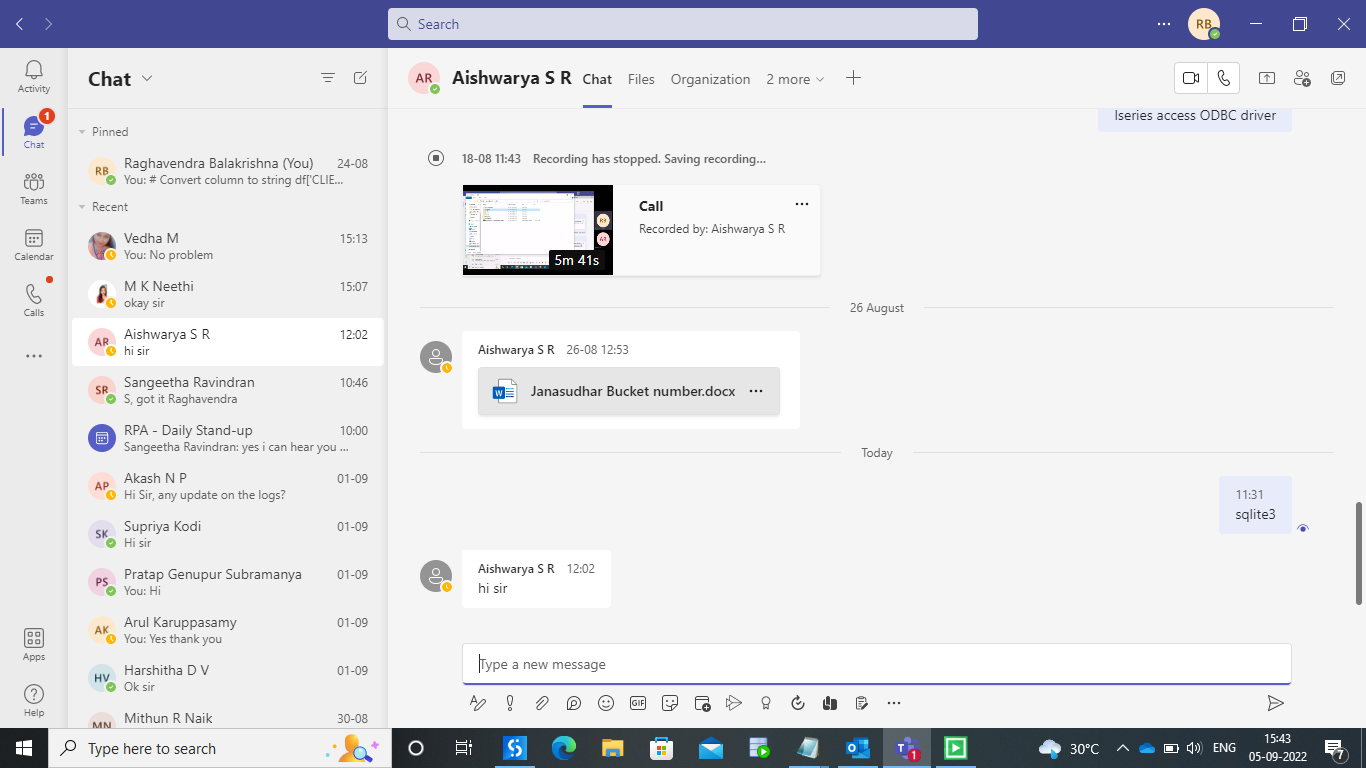 Search
RB
Activity
1
Chat
Teams
Calendar
Calls
Apps
Help
Chat
Pinned
RB
Raghavendra Balakrishna (You) 24-08
You: # Convert column to string df['CLIE...
Recent
Vedha M 15:13
You: No problem
M K Neethi 15:07
okay sir
AR
Aishwarya S R 12:02
hi sir
SR
Sangeetha Ravindran 10:46
S, got it Raghavendra
RPA - Daily Stand-up 10:00
Sangeetha Ravindran: yes i can hear you ...
AP
Akash N P 01-09
Hi Sir, any update on the logs?
SK
Supriya Kodi 01-09
Hi sir
PS
Pratap Genupur Subramanya 01-09
You: Hi
AK
Arul Karuppasamy 01-09
You: Yes thank you
HV
Harshitha D V 01-09
Ok sir
MN
Mithun R Naik 30-08
AR
Aishwarya S R Chat Files Organization 2 more
Iseries access ODBC driver
18-08 11:43 Recording has stopped. Saving recording...
RB
AR
5m 41s
Call
Recorded by: Aishwarya S R
26 August
Aishwarya S R 26-08 12:53
Janasudhar Bucket number.docx
Today
11:31
sqlite3
Aishwarya S R 12:02
hi sir
Type a new message
GIF
Type here to search
1
30°C
ENG
15:43
05-09-2022
7